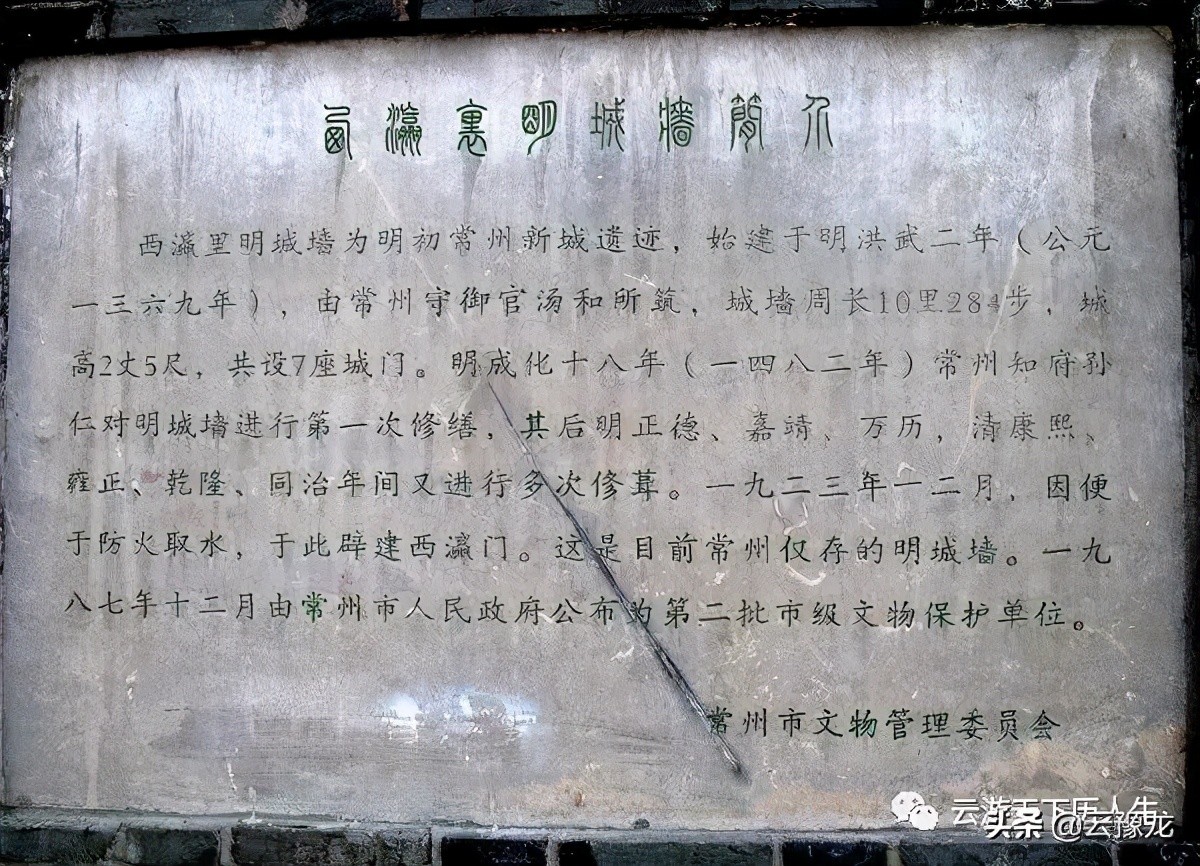 西瀛裏明城牆簡介
西瀛里明城墙为明初常州新城遗迹，始建于明洪武二年（公元
一三六九年），由常州守御官汤和所筑，城墙周长10里284步，城
高2丈5尺，共设7座城门。明成化十八年（一四八二年）常州知府孙
仁对明城墙进行第一次修缮，其后明正德、嘉靖、万历，清康熙、
雍正、乾隆、同治年间又进行多次修葺。一九二三年一二月，因便
于防火取水，于此辟建西瀛门。这是目前常州仅存的明城墙。一九
八七年十二月由常州市人民政府公布为第二批市级文物保护单位。
常州市文物管理委员会
云游天下历人生
头条 @云豫龙